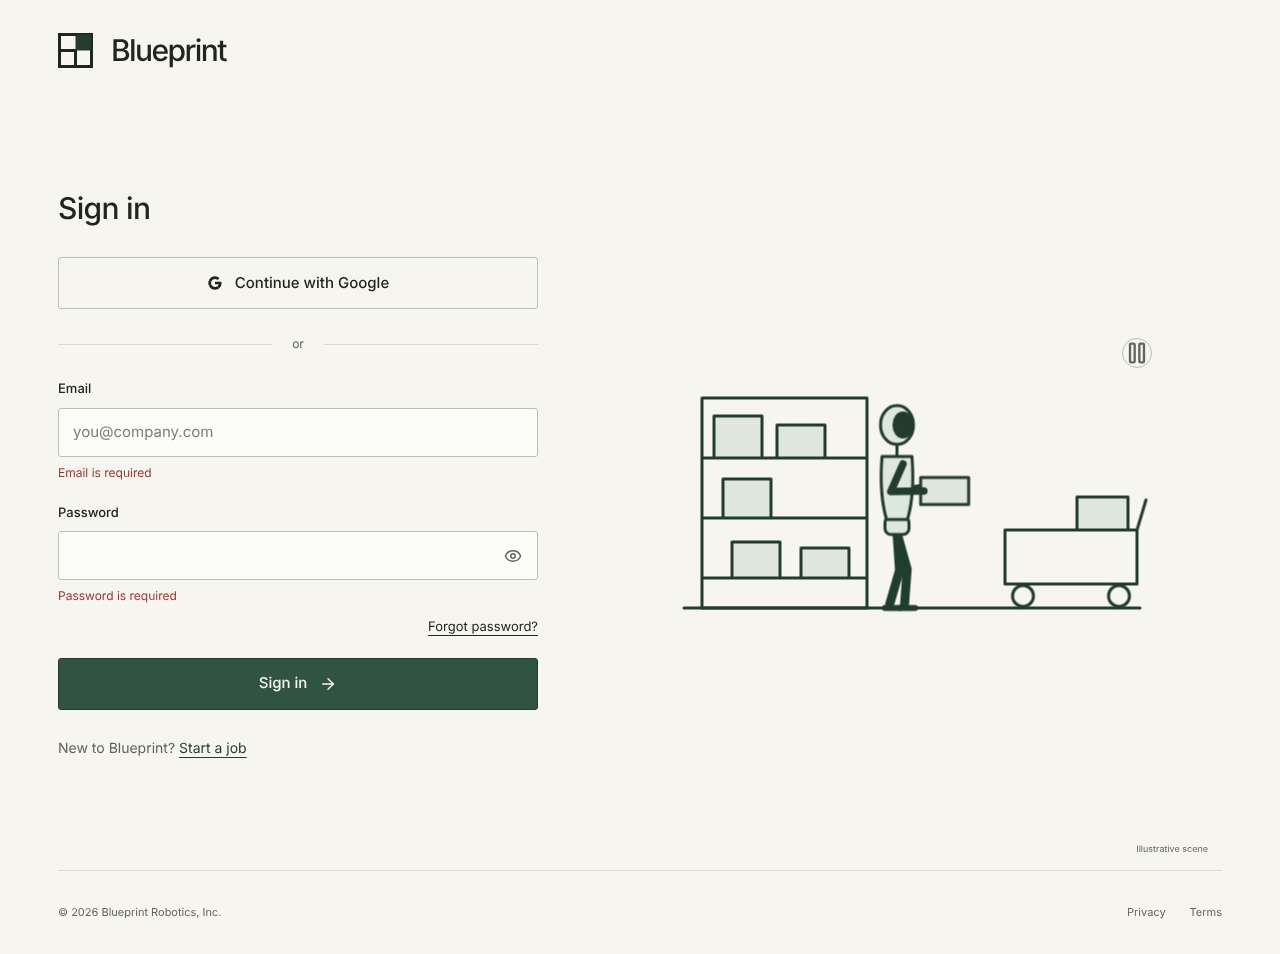 Blueprint
Sign in
Continue with Google
or
Email
you@company.com
Email is required
Password
Password is required
Forgot password?
Sign in
New to Blueprint? Start a job
Illustrative scene
© 2026 Blueprint Robotics, Inc.
Privacy Terms